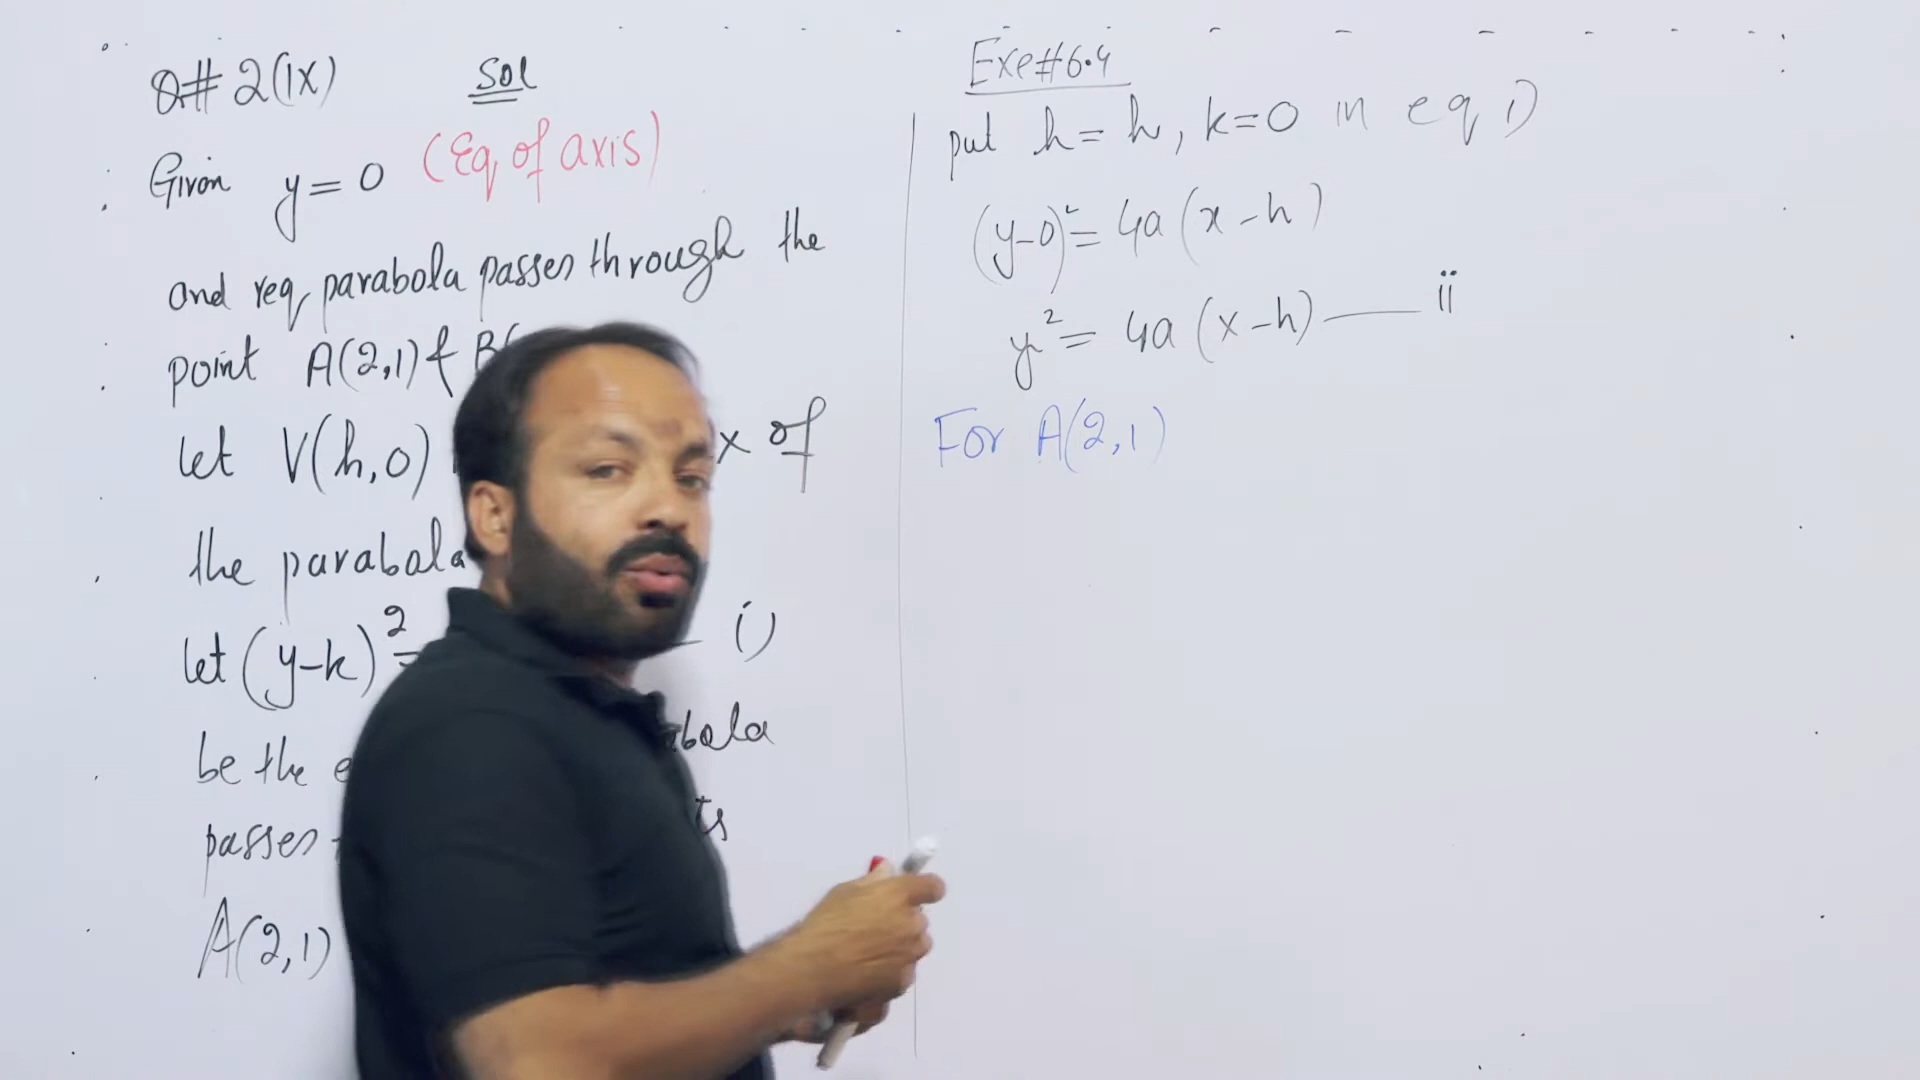 Q# 2(IX) Sol
Given y=0 (Eq of axis)
and req parabola passes through the
point A(2,1) & B(
let V(h,0) x of
the parabola
let (y-k)² = i)
be the bola
passes ts
A(2,1)
Exe#6.4
put h=h, k=0 in eq i)
(y-0)²=4a(x-h)
y²=4a(x-h) ii
For A(2,1)